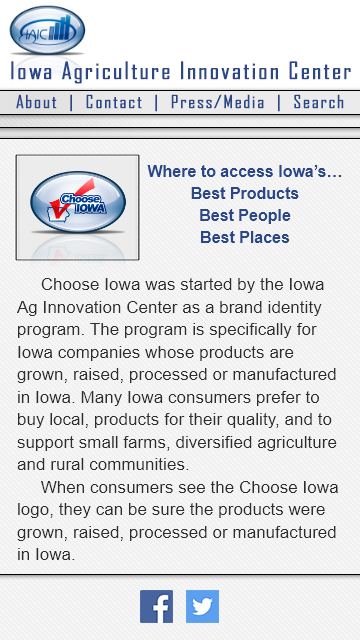 IAIC
Iowa Agriculture Innovation Center
About | Contact | Press/Media | Search
Choose
IOWA
Where to access Iowa's...
Best Products
Best People
Best Places
Choose Iowa was started by the Iowa
Ag Innovation Center as a brand identity
program. The program is specifically for
Iowa companies whose products are
grown, raised, processed or manufactured
in Iowa. Many Iowa consumers prefer to
buy local, products for their quality, and to
support small farms, diversified agriculture
and rural communities.
When consumers see the Choose Iowa
logo, they can be sure the products were
grown, raised, processed or manufactured
in Iowa.